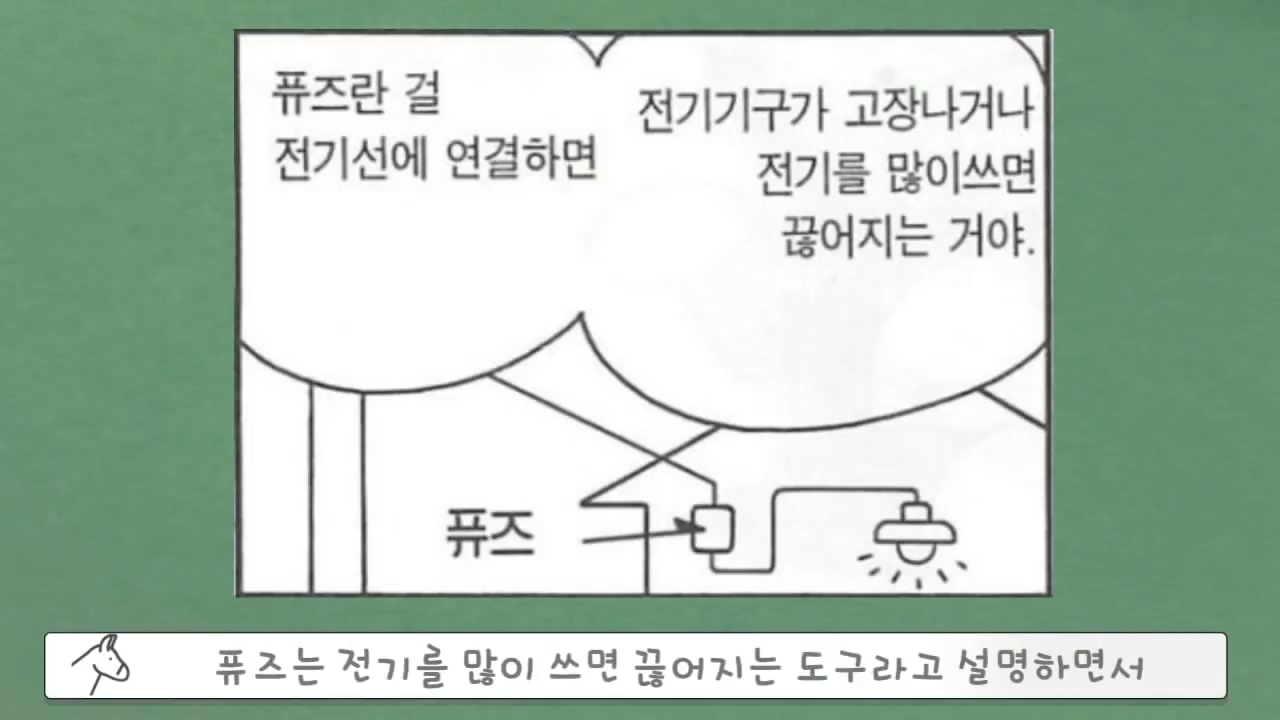 퓨즈란 걸
전기선에 연결하면
전기기구가 고장나거나
전기를 많이쓰면
끊어지는 거야.
퓨즈
퓨즈는 전기를 많이 쓰면 끊어지는 도구라고 설명하면서